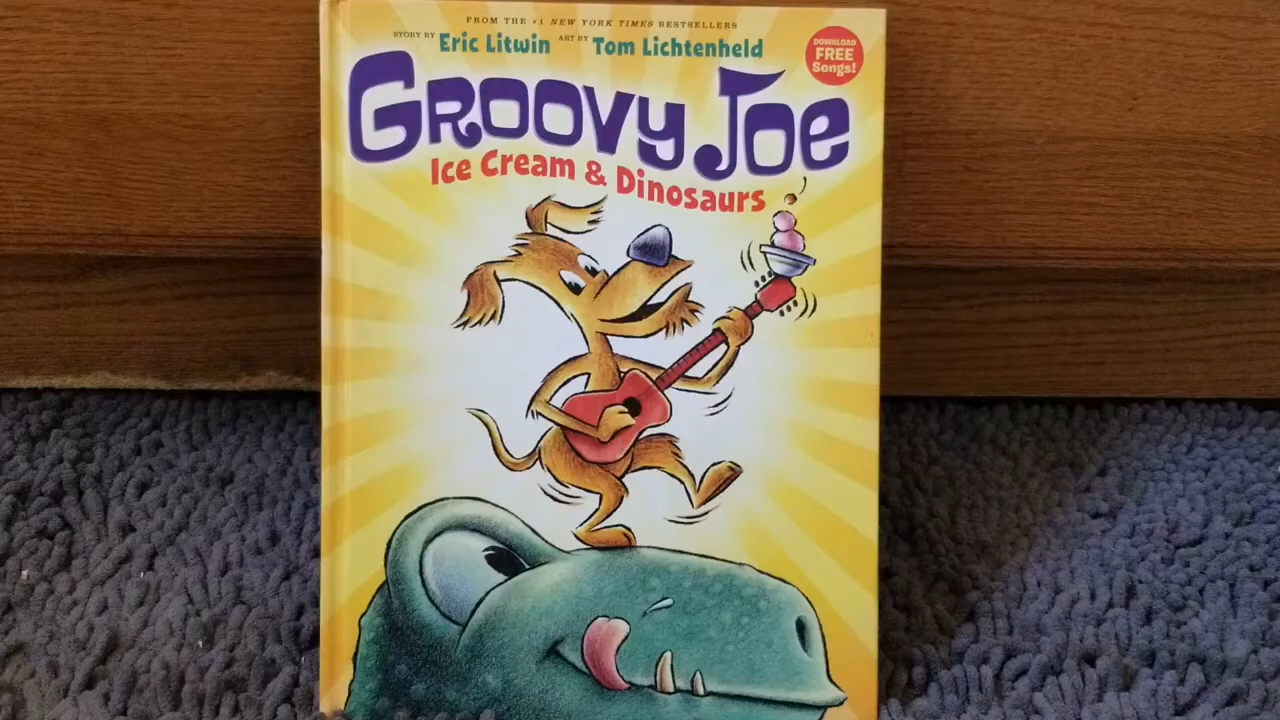 FROM THE #1 NEW YORK TIMES BESTSELLERS
STORY BY Eric Litwin ART BY Tom Lichtenheld
DOWNLOAD
FREE
Songs!
GROOVY JOE
Ice Cream & Dinosaurs